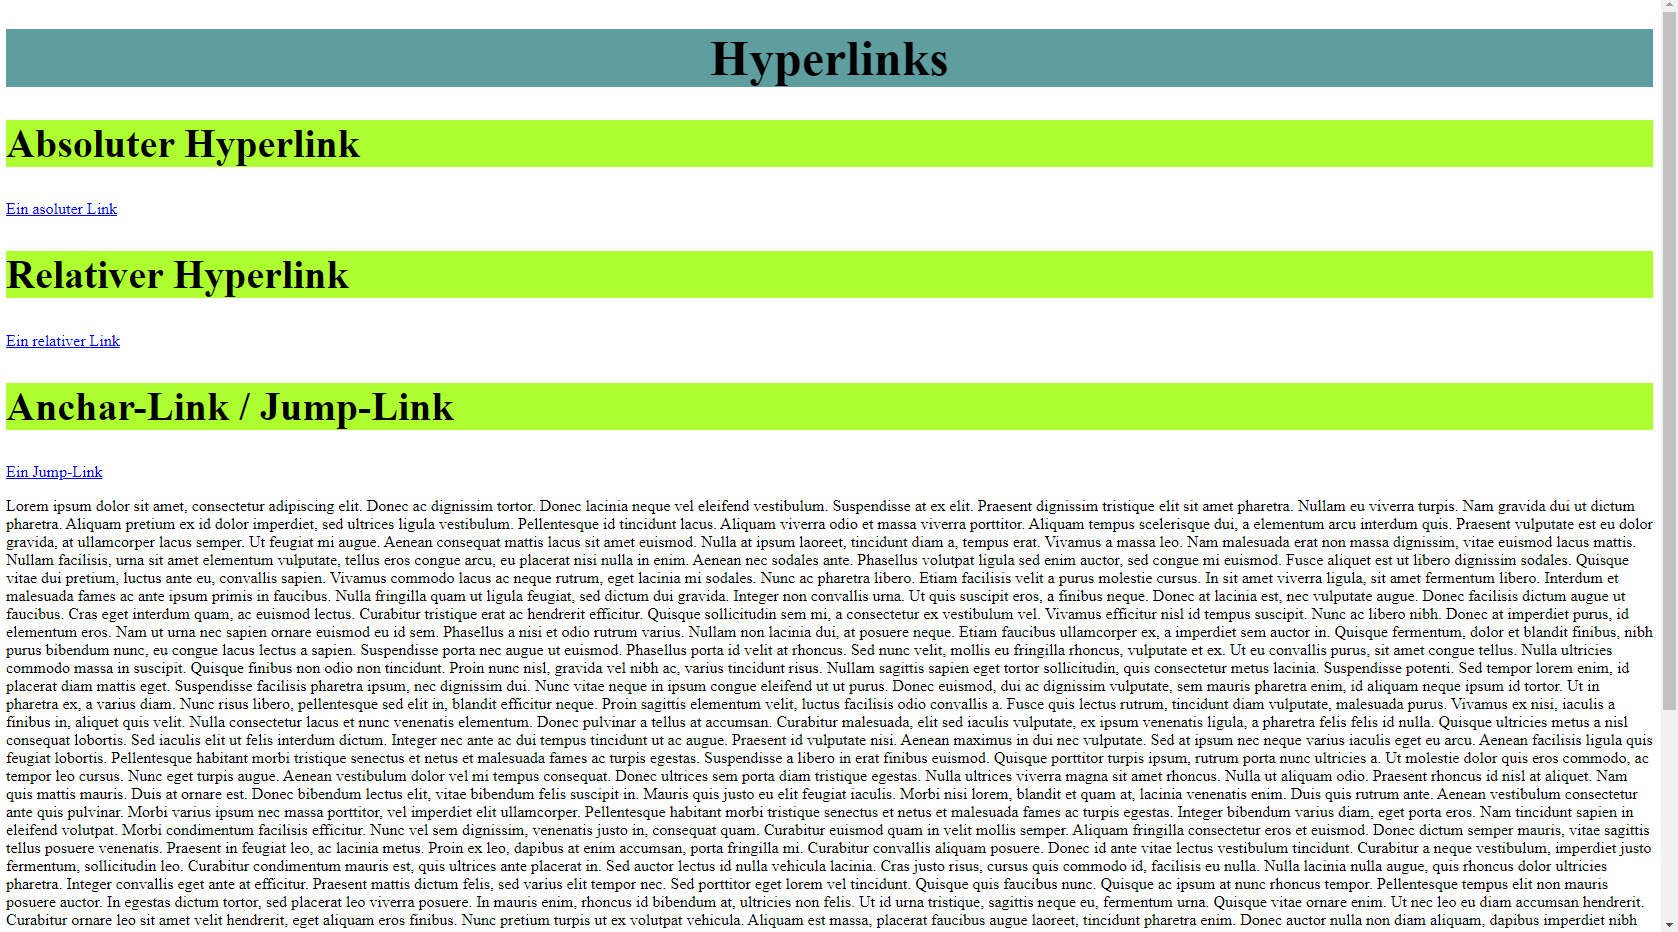 Hyperlinks
Absoluter Hyperlink
Ein asoluter Link
Relativer Hyperlink
Ein relativer Link
Anchar-Link / Jump-Link
Ein Jump-Link
Lorem ipsum dolor sit amet, consectetur adipiscing elit. Donec ac dignissim tortor. Donec lacinia neque vel eleifend vestibulum. Suspendisse at ex elit. Praesent dignissim tristique elit sit amet pharetra. Nullam eu viverra turpis. Nam gravida dui ut dictum
pharetra. Aliquam pretium ex id dolor imperdiet, sed ultrices ligula vestibulum. Pellentesque id tincidunt lacus. Aliquam viverra odio et massa viverra porttitor. Aliquam tempus scelerisque dui, a elementum arcu interdum quis. Praesent vulputate est eu dolor
gravida, at ullamcorper lacus semper. Ut feugiat mi augue. Aenean consequat mattis lacus sit amet euismod. Nulla at ipsum laoreet, tincidunt diam a, tempus erat. Vivamus a massa leo. Nam malesuada erat non massa dignissim, vitae euismod lacus mattis.
Nullam facilisis, urna sit amet elementum vulputate, tellus eros congue arcu, eu placerat nisi nulla in enim. Aenean nec sodales ante. Phasellus volutpat ligula sed enim auctor, sed congue mi euismod. Fusce aliquet est ut libero dignissim sodales. Quisque
vitae dui pretium, luctus ante eu, convallis sapien. Vivamus commodo lacus ac neque rutrum, eget lacinia mi sodales. Nunc ac pharetra libero. Etiam facilisis velit a purus molestie cursus. In sit amet viverra ligula, sit amet fermentum libero. Interdum et
malesuada fames ac ante ipsum primis in faucibus. Nulla fringilla quam ut ligula feugiat, sed dictum dui gravida. Integer non convallis urna. Ut quis suscipit eros, a finibus neque. Donec at lacinia est, nec vulputate augue. Donec facilisis dictum augue ut
faucibus. Cras eget interdum quam, ac euismod lectus. Curabitur tristique erat ac hendrerit efficitur. Quisque sollicitudin sem mi, a consectetur ex vestibulum vel. Vivamus efficitur nisl id tempus suscipit. Nunc ac libero nibh. Donec at imperdiet purus, id
elementum eros. Nam ut urna nec sapien ornare euismod eu id sem. Phasellus a nisi et odio rutrum varius. Nullam non lacinia dui, at posuere neque. Etiam faucibus ullamcorper ex, a imperdiet sem auctor in. Quisque fermentum, dolor et blandit finibus, nibh
purus bibendum nunc, eu congue lacus lectus a sapien. Suspendisse porta nec augue ut euismod. Phasellus porta id velit at rhoncus. Sed nunc velit, mollis eu fringilla rhoncus, vulputate et ex. Ut eu convallis purus, sit amet congue tellus. Nulla ultricies
commodo massa in suscipit. Quisque finibus non odio non tincidunt. Proin nunc nisl, gravida vel nibh ac, varius tincidunt risus. Nullam sagittis sapien eget tortor sollicitudin, quis consectetur metus lacinia. Suspendisse potenti. Sed tempor lorem enim, id
placerat diam mattis eget. Suspendisse facilisis pharetra ipsum, nec dignissim dui. Nunc vitae neque in ipsum congue eleifend ut ut purus. Donec euismod, dui ac dignissim vulputate, sem mauris pharetra enim, id aliquam neque ipsum id tortor. Ut in
pharetra ex, a varius diam. Nunc risus libero, pellentesque sed elit in, blandit efficitur neque. Proin sagittis elementum velit, luctus facilisis odio convallis a. Fusce quis lectus rutrum, tincidunt diam vulputate, malesuada purus. Vivamus ex nisi, iaculis a
finibus in, aliquet quis velit. Nulla consectetur lacus et nunc venenatis elementum. Donec pulvinar a tellus at accumsan. Curabitur malesuada, elit sed iaculis vulputate, ex ipsum venenatis ligula, a pharetra felis felis id nulla. Quisque ultricies metus a nisl
consequat lobortis. Sed iaculis elit ut felis interdum dictum. Integer nec ante ac dui tempus tincidunt ut ac augue. Praesent id vulputate nisi. Aenean maximus in dui nec vulputate. Sed at ipsum nec neque varius iaculis eget eu arcu. Aenean facilisis ligula quis
feugiat lobortis. Pellentesque habitant morbi tristique senectus et netus et malesuada fames ac turpis egestas. Suspendisse a libero in erat finibus euismod. Quisque porttitor turpis ipsum, rutrum porta nunc ultricies a. Ut molestie dolor quis eros commodo, ac
tempor leo cursus. Nunc eget turpis augue. Aenean vestibulum dolor vel mi tempus consequat. Donec ultrices sem porta diam tristique egestas. Nulla ultrices viverra magna sit amet rhoncus. Nulla ut aliquam odio. Praesent rhoncus id nisl at aliquet. Nam
quis mattis mauris. Duis at ornare est. Donec bibendum lectus elit, vitae bibendum felis suscipit in. Mauris quis justo eu elit feugiat iaculis. Morbi nisi lorem, blandit et quam at, lacinia venenatis enim. Duis quis rutrum ante. Aenean vestibulum consectetur
ante quis pulvinar. Morbi varius ipsum nec massa porttitor, vel imperdiet elit ullamcorper. Pellentesque habitant morbi tristique senectus et netus et malesuada fames ac turpis egestas. Integer bibendum varius diam, eget porta eros. Nam tincidunt sapien in
eleifend volutpat. Morbi condimentum facilisis efficitur. Nunc vel sem dignissim, venenatis justo in, consequat quam. Curabitur euismod quam in velit mollis semper. Aliquam fringilla consectetur eros et euismod. Donec dictum semper mauris, vitae sagittis
tellus posuere venenatis. Praesent in feugiat leo, ac lacinia metus. Proin ex leo, dapibus at enim accumsan, porta fringilla mi. Curabitur convallis aliquam posuere. Donec id ante vitae lectus vestibulum tincidunt. Curabitur a neque vestibulum, imperdiet justo
fermentum, sollicitudin leo. Curabitur condimentum mauris est, quis ultrices ante placerat in. Sed auctor lectus id nulla vehicula lacinia. Cras justo risus, cursus quis commodo id, facilisis eu nulla. Nulla lacinia nulla augue, quis rhoncus dolor ultricies
pharetra. Integer convallis eget ante at efficitur. Praesent mattis dictum felis, sed varius elit tempor nec. Sed porttitor eget lorem vel tincidunt. Quisque quis faucibus nunc. Quisque ac ipsum at nunc rhoncus tempor. Pellentesque tempus elit non mauris
posuere auctor. In egestas dictum tortor, sed placerat leo viverra posuere. In mauris enim, rhoncus id bibendum at, ultricies non felis. Ut id urna tristique, sagittis neque eu, fermentum urna. Quisque vitae ornare enim. Ut nec leo eu diam accumsan hendrerit.
Curabitur ornare leo sit amet velit hendrerit, eget aliquam eros finibus. Nunc pretium turpis ut ex volutpat vehicula. Aliquam est massa, placerat faucibus augue laoreet, tincidunt pharetra enim. Donec auctor nulla non diam aliquam, dapibus imperdiet nibh